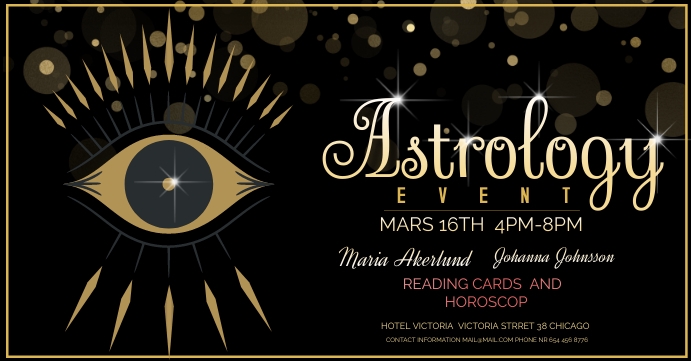 Astrology
EVENT
MARS 16TH 4PM-8PM
Maria Akerlund Johanna Johnsson
READING CARDS AND
HOROSCOP
HOTEL VICTORIA VICTORIA STRRET 38 CHICAGO
CONTACT INFORMATION MAIL@MAIL.COM PHONE NR 654 456 8776